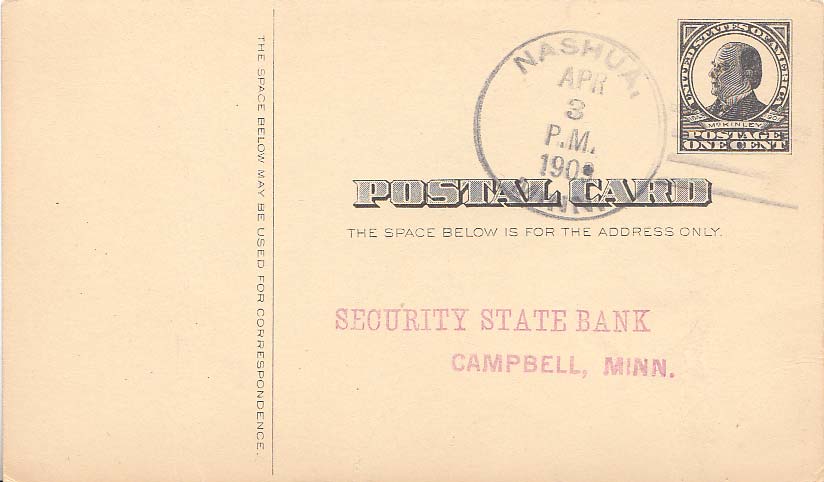 THE SPACE BELOW MAY BE USED FOR CORRESPONDENCE.
NASHUA,
APR
3
P.M.
MINN.
UNITED STATES OF AMERICA
McKINLEY
POSTAGE
ONE CENT
POSTAL CARD
THE SPACE BELOW IS FOR THE ADDRESS ONLY.
SECURITY STATE BANK
CAMPBELL, MINN.